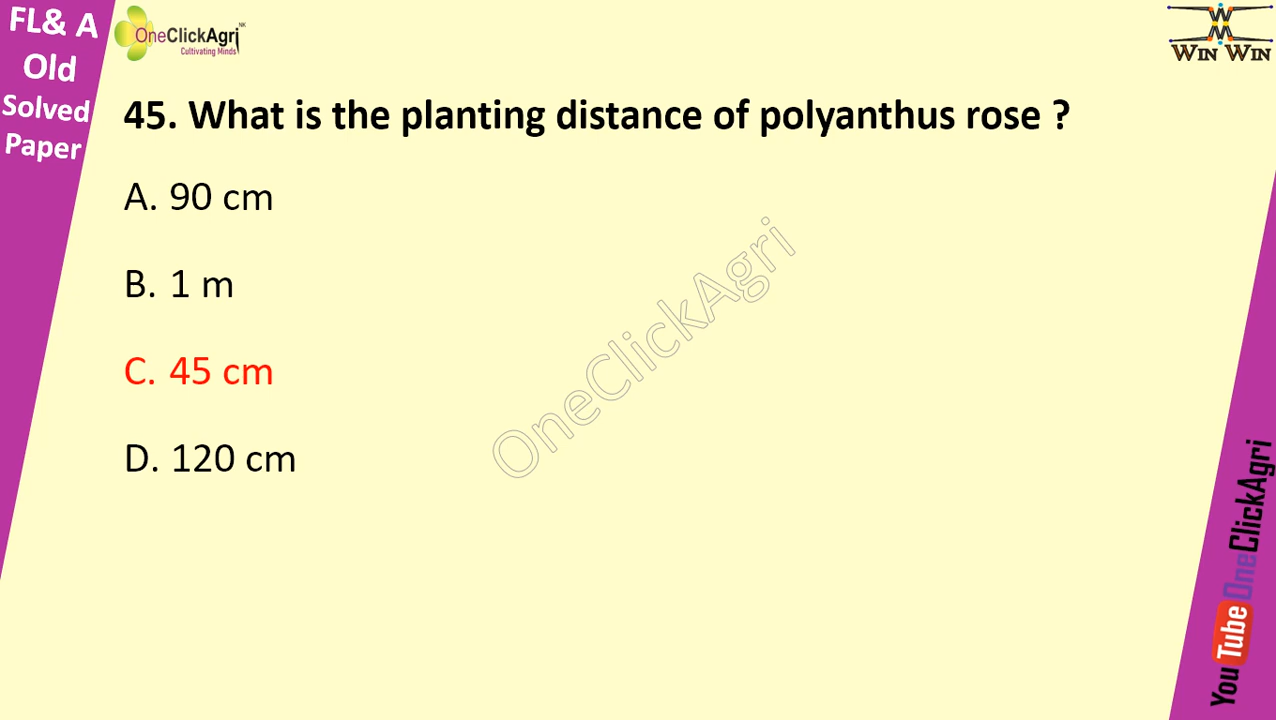 FL& A
Old
Solved
Paper
OneClickAgri NK
Cultivating Minds
WIN WIN
45. What is the planting distance of polyanthus rose ?
A. 90 cm
B. 1 m
C. 45 cm
D. 120 cm
OneClickAgri
YouTube OneClickAgri